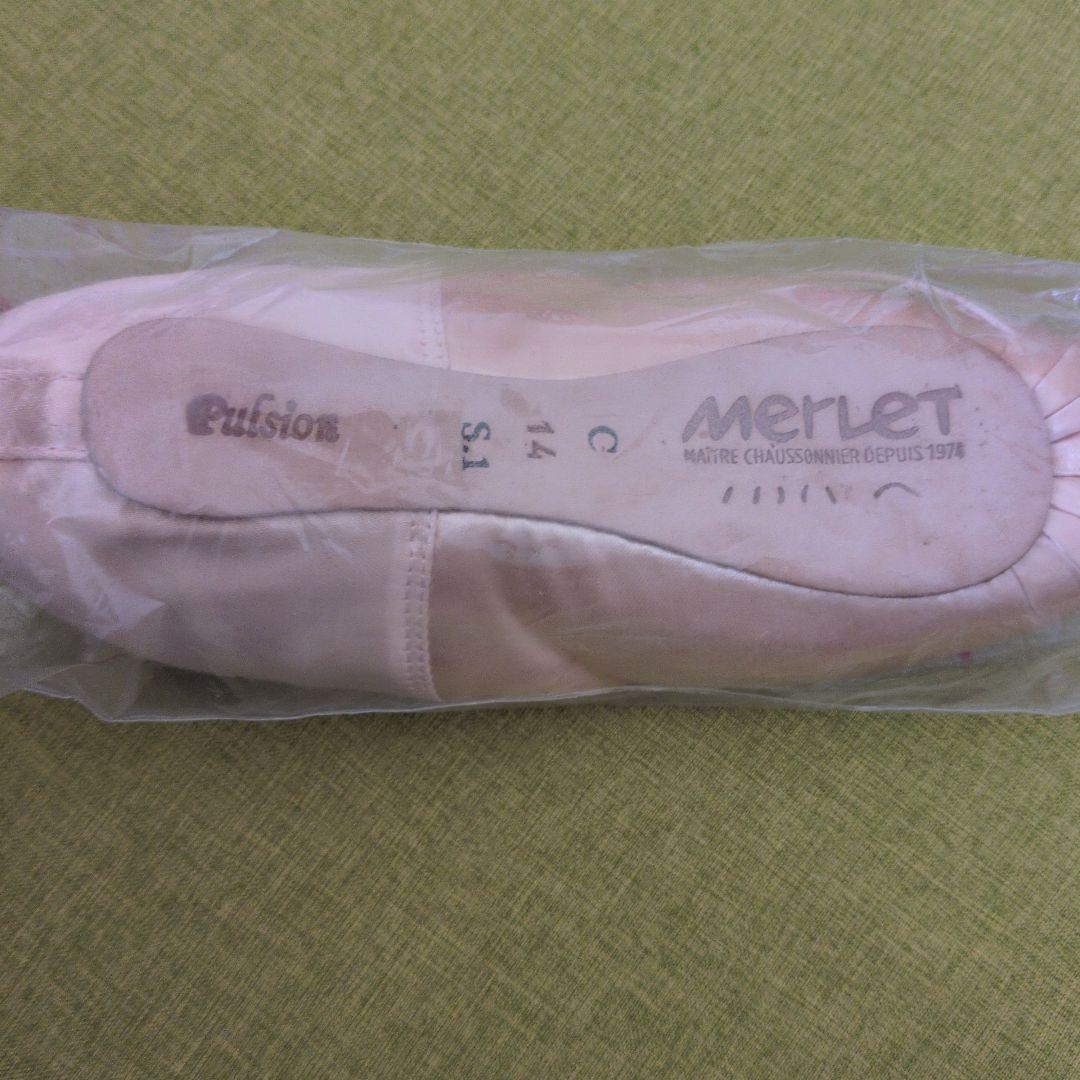 Pulsion
S.1
14
C
MERLET
MAÎTRE CHAUSSONNIER DEPUIS 1974